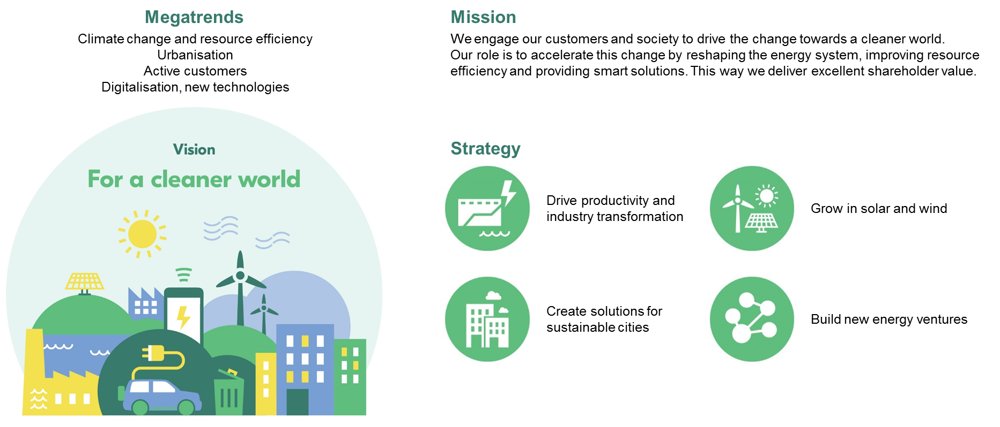 Megatrends
Climate change and resource efficiency
Urbanisation
Active customers
Digitalisation, new technologies
Vision
For a cleaner world
Mission
We engage our customers and society to drive the change towards a cleaner world.
Our role is to accelerate this change by reshaping the energy system, improving resource
efficiency and providing smart solutions. This way we deliver excellent shareholder value.
Strategy
Drive productivity and
industry transformation
Grow in solar and wind
Create solutions for
sustainable cities
Build new energy ventures